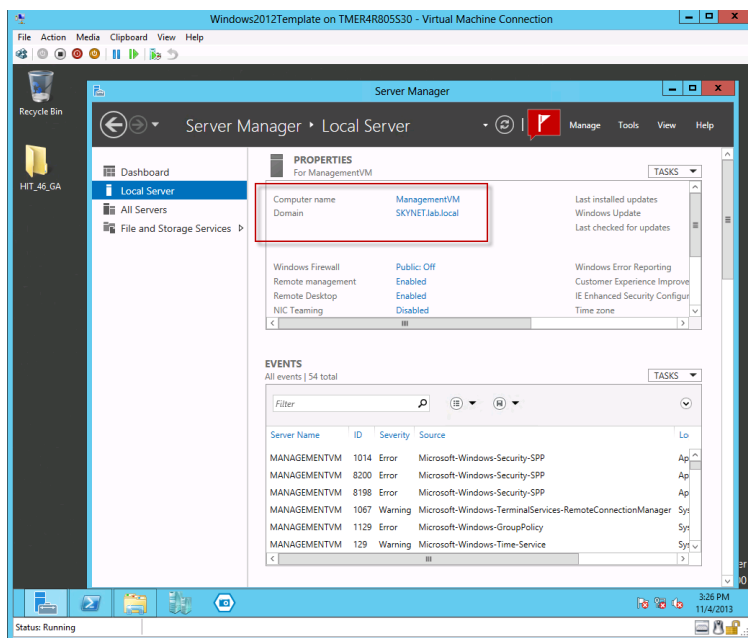 Windows2012Template on TMER4R805S30 - Virtual Machine Connection
File Action Media Clipboard View Help
Recycle Bin
HIT_46_GA
Server Manager
Server Manager • Local Server
Manage Tools View Help
Dashboard
Local Server
All Servers
File and Storage Services
PROPERTIES
For ManagementVM
TASKS
Computer name ManagementVM Last installed updates
Domain SKYNET.lab.local Windows Update
Last checked for updates
Windows Firewall Public: Off Windows Error Reporting
Remote management Enabled Customer Experience Improve
Remote Desktop Enabled IE Enhanced Security Configur
NIC Teaming Disabled Time zone
EVENTS
All events | 54 total
TASKS
Filter
Server Name ID Severity Source Lo
MANAGEMENTVM 1014 Error Microsoft-Windows-Security-SPP Ap
MANAGEMENTVM 8200 Error Microsoft-Windows-Security-SPP Ap
MANAGEMENTVM 8198 Error Microsoft-Windows-Security-SPP Ap
MANAGEMENTVM 1067 Warning Microsoft-Windows-TerminalServices-RemoteConnectionManager Sys
MANAGEMENTVM 1129 Error Microsoft-Windows-GroupPolicy Sys
MANAGEMENTVM 129 Warning Microsoft-Windows-Time-Service Sys
3:26 PM
11/4/2013
Status: Running